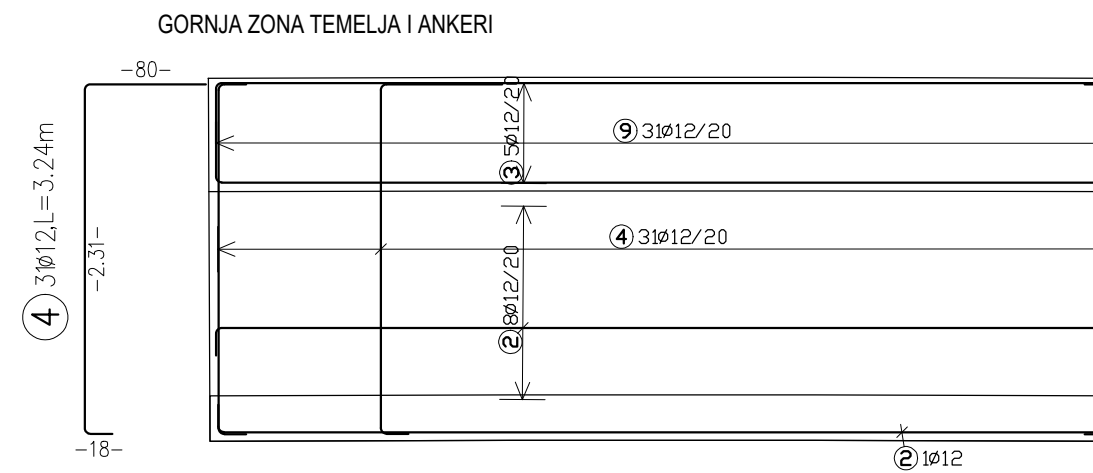 GORNJA ZONA TEMELJA I ANKERI
-80-
4 31ø12,L=3.24m
-2.31-
-18-
3 5ø12/20
9 31ø12/20
4 31ø12/20
2 8ø12/20
2 1ø12